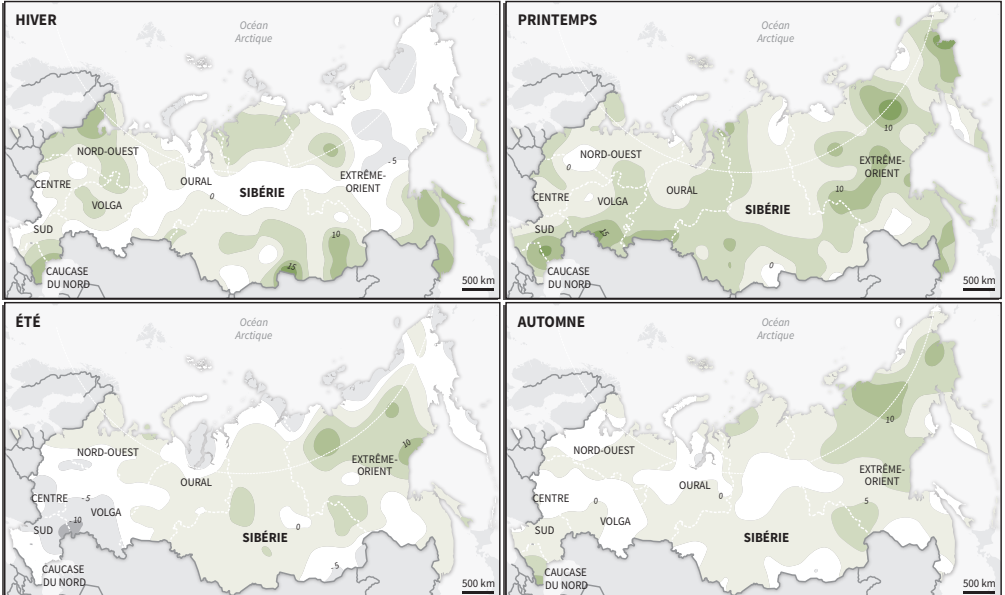 HIVER
Océan
Arctique
NORD-OUEST
CENTRE
OURAL
VOLGA
SIBÉRIE
EXTRÊME-
ORIENT
SUD
CAUCASE
DU NORD
0
-5
10
15
500 km
PRINTEMPS
Océan
Arctique
NORD-OUEST
0
CENTRE
OURAL
VOLGA
SIBÉRIE
EXTRÊME-
ORIENT
SUD
CAUCASE
DU NORD
10
10
15
0
500 km
ÉTÉ
Océan
Arctique
NORD-OUEST
CENTRE
-5
OURAL
VOLGA
-10
SIBÉRIE
EXTRÊME-
ORIENT
SUD
CAUCASE
DU NORD
10
0
-5
500 km
AUTOMNE
Océan
Arctique
NORD-OUEST
CENTRE
0
OURAL
0
VOLGA
SIBÉRIE
EXTRÊME-
ORIENT
SUD
CAUCASE
DU NORD
10
5
500 km